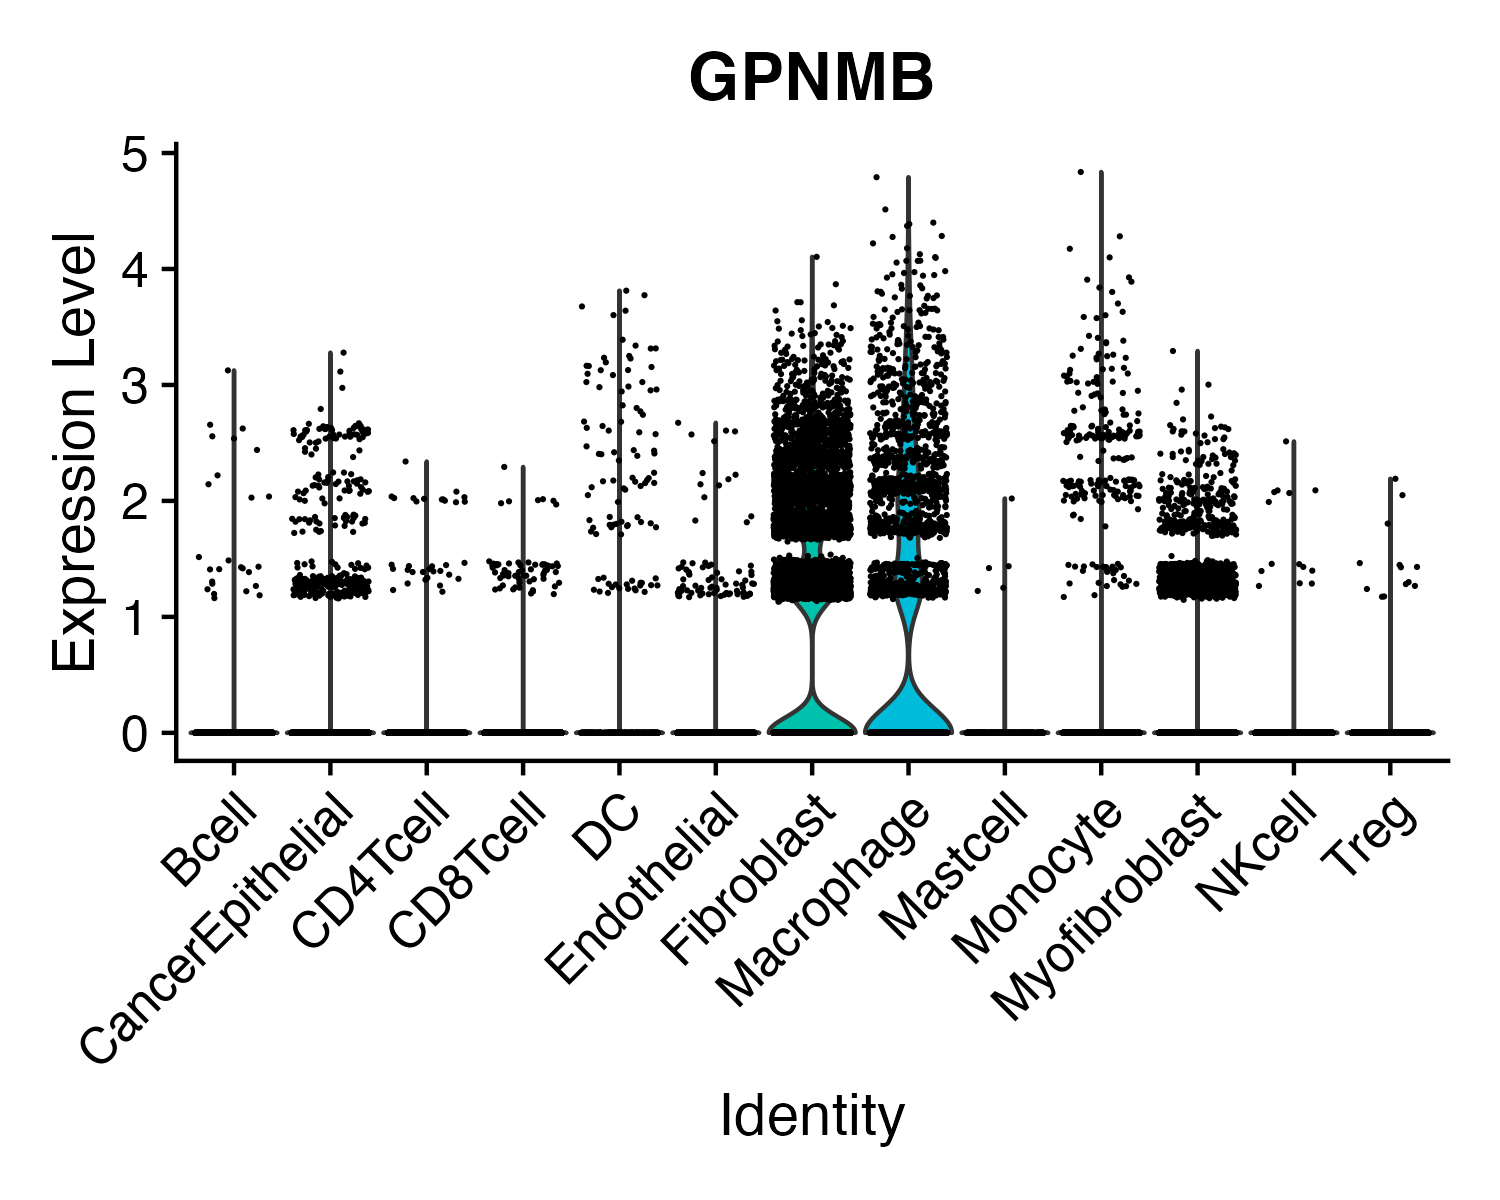 GPNMB
Expression Level
5
4
3
2
1
0
Bcell
CancerEpithelial
CD4Tcell
CD8Tcell
DC
Endothelial
Fibroblast
Macrophage
Mastcell
Monocyte
Myofibroblast
NKcell
Treg
Identity